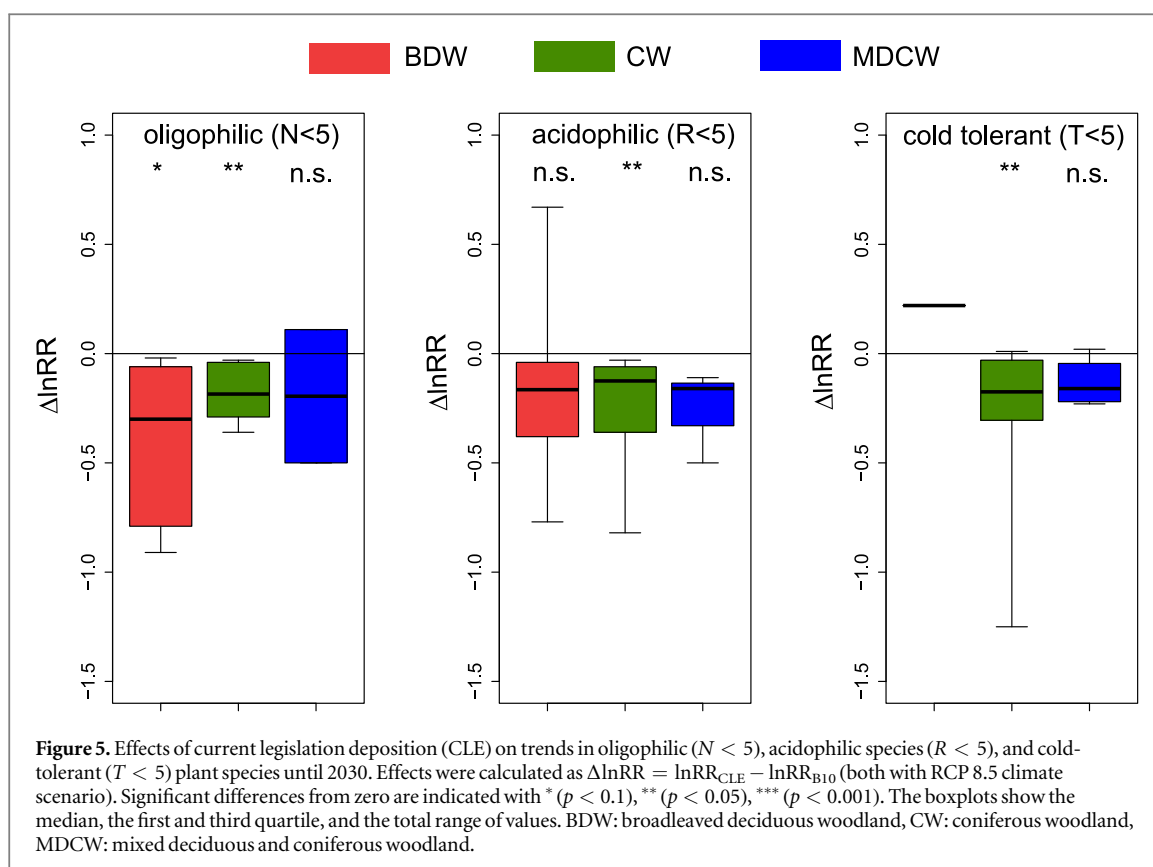 BDW CW MDCW
oligophilic (N<5) acidophilic (R<5) cold tolerant (T<5)
* ** n.s. n.s. ** n.s. ** n.s.
1.0 1.0 1.0
0.5 0.5 0.5
0.0 0.0 0.0
−0.5 −0.5 −0.5
−1.0 −1.0 −1.0
−1.5 −1.5 −1.5
ΔlnRR ΔlnRR ΔlnRR
Figure 5. Effects of current legislation deposition (CLE) on trends in oligophilic (N < 5), acidophilic species (R < 5), and cold-
tolerant (T < 5) plant species until 2030. Effects were calculated as ΔlnRR = lnRR_CLE − lnRR_B10 (both with RCP 8.5 climate
scenario). Significant differences from zero are indicated with * (p < 0.1), ** (p < 0.05), *** (p < 0.001). The boxplots show the
median, the first and third quartile, and the total range of values. BDW: broadleaved deciduous woodland, CW: coniferous woodland,
MDCW: mixed deciduous and coniferous woodland.